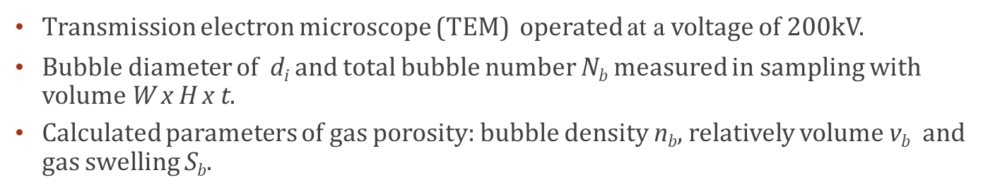 • Transmission electron microscope (TEM) operated at a voltage of 200kV.
• Bubble diameter of d_i and total bubble number N_b measured in sampling with
volume W x H x t.
• Calculated parameters of gas porosity: bubble density n_b, relatively volume v_b and
gas swelling S_b.